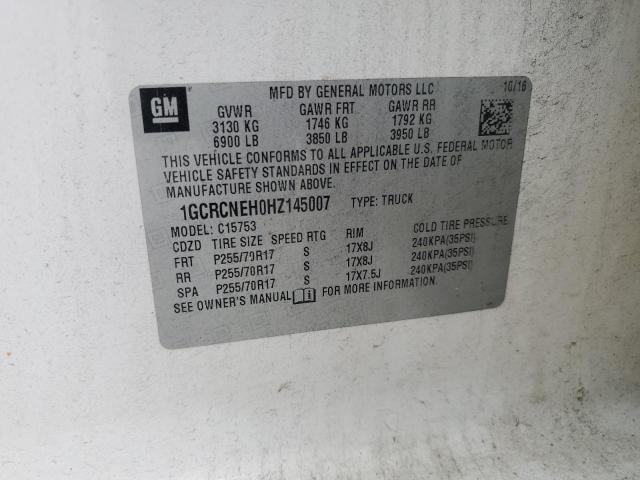 GM
MFD BY GENERAL MOTORS LLC 10/16
GVWR GAWR FRT GAWR RR
3130 KG 1746 KG 1792 KG
6900 LB 3850 LB 3950 LB
THIS VEHICLE CONFORMS TO ALL APPLICABLE U.S. FEDERAL MOTOR
VEHICLE SAFETY STANDARDS IN EFFECT ON THE DATE OF
MANUFACTURE SHOWN ABOVE.
1GCRCNEH0HZ145007 TYPE: TRUCK
MODEL: C15753
CDZD TIRE SIZE SPEED RTG RIM COLD TIRE PRESSURE
FRT P255/79R17 S 17X8J 240KPA(35PSI)
RR P255/70R17 S 17X8J 240KPA(35PSI)
SPA P255/70R17 S 17X7.5J 240KPA(35PSI)
SEE OWNER'S MANUAL FOR MORE INFORMATION.